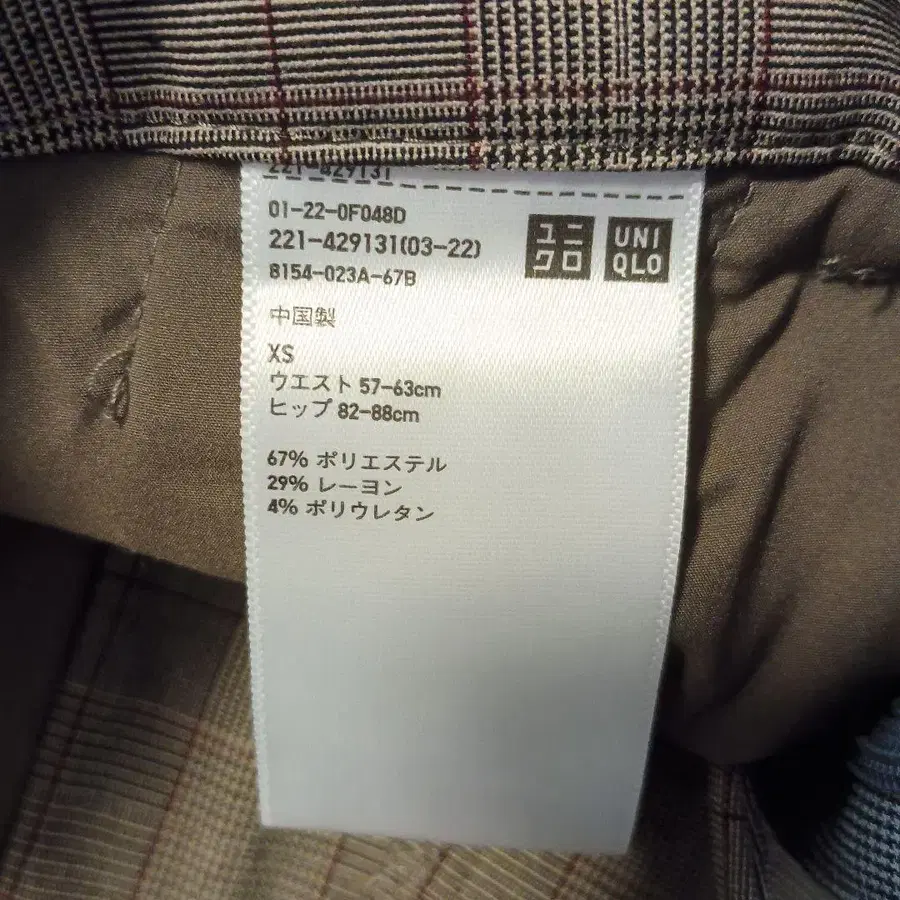 221-429131
01-22-0F048D
221-429131(03-22)
8154-023A-67B
ユニ
クロ
UNI
QLO
中国製
XS
ウエスト 57-63cm
ヒップ 82-88cm
67% ポリエステル
29% レーヨン
4% ポリウレタン